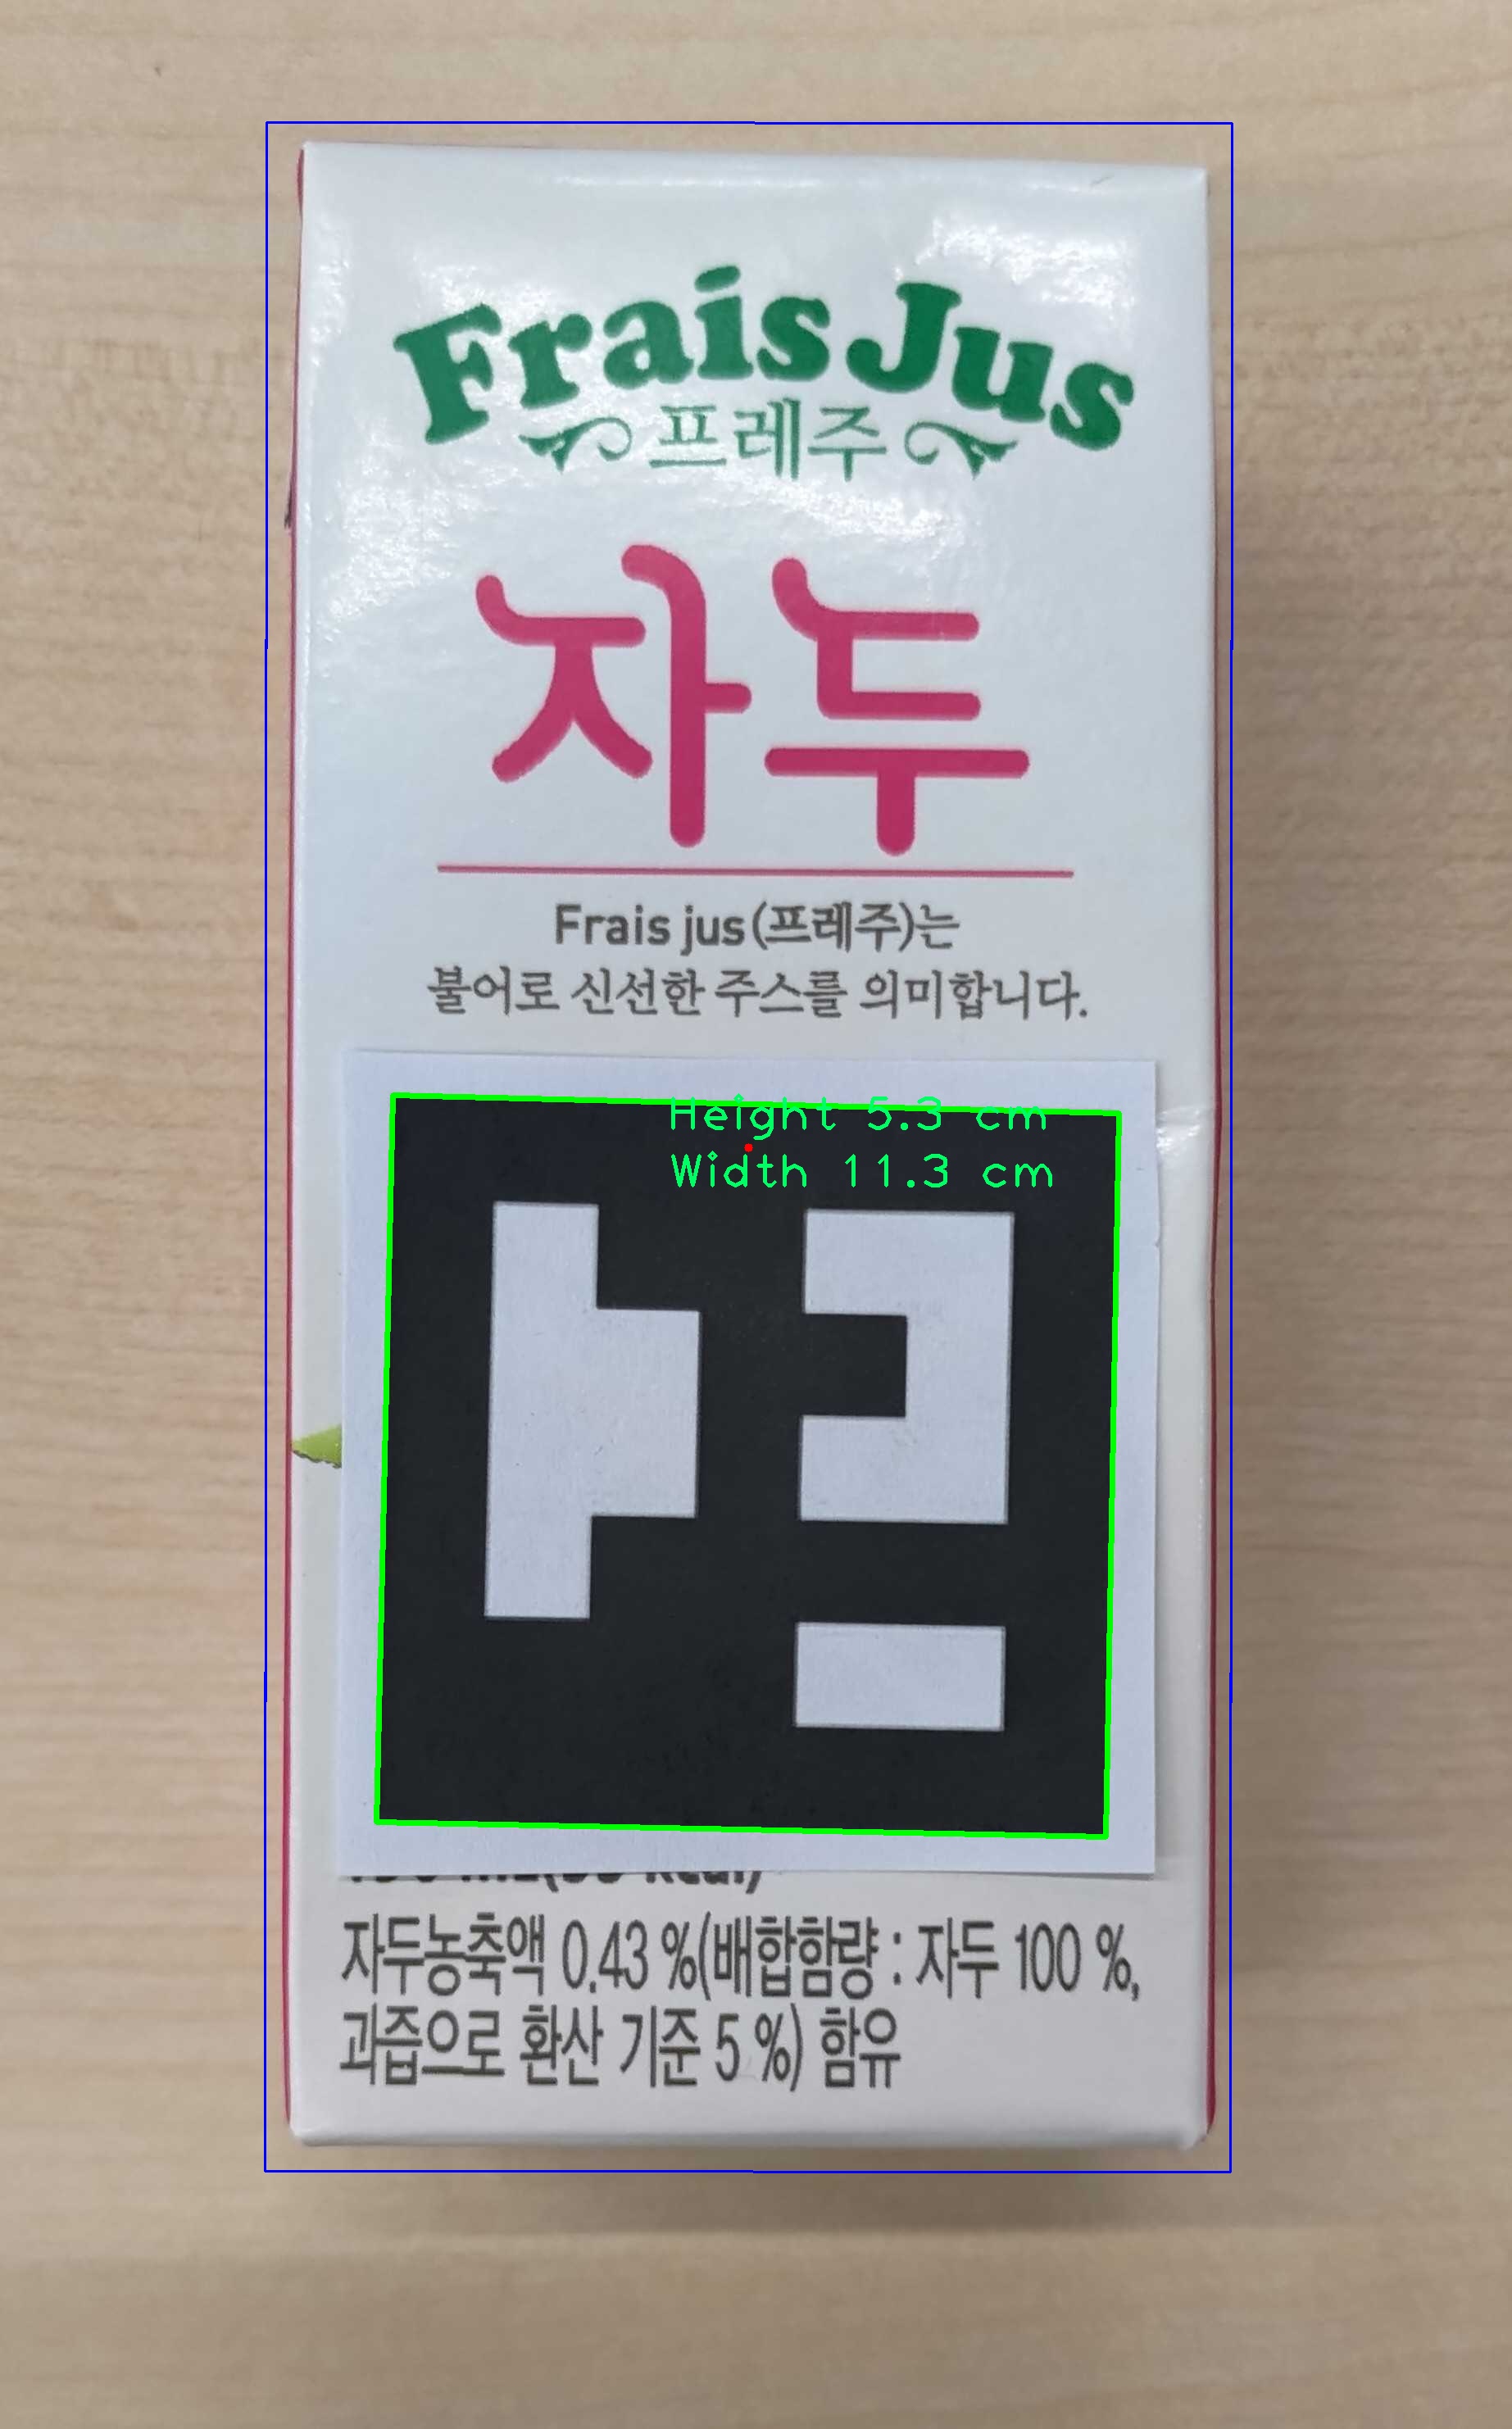 Frais Jus
프레주
자두
Frais jus(프레주)는
불어로 신선한 주스를 의미합니다.
Height 5.3 cm
Width 11.3 cm
자두농축액 0.43 %(배합함량 : 자두 100 %,
과즙으로 환산 기준 5 %) 함유